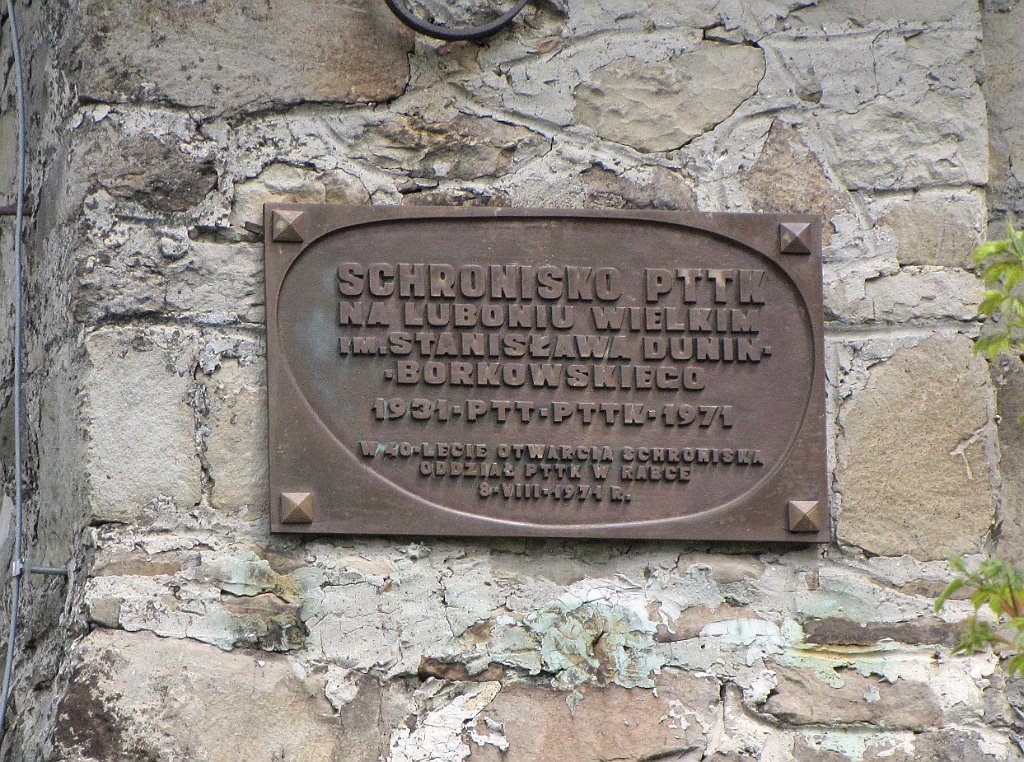 SCHRONISKO PTTK
NA LUBONIU WIELKIM
IM. STANISŁAWA DUNIN-
-BORKOWSKIEGO
1931·PTT·PTTK·1971
W 40-LECIE OTWARCIA SCHRONISKA
ODDZIAŁ PTTK W RABCE
8·VIII·1971 R.